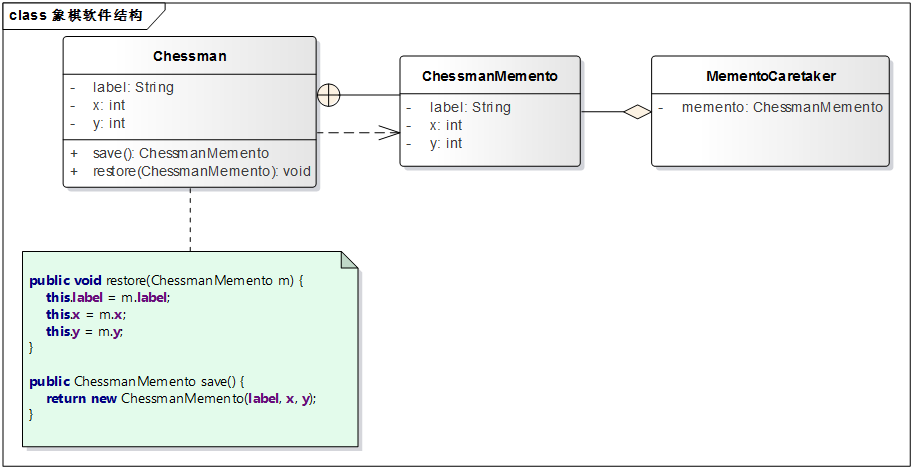 class 象棋软件结构
Chessman
- label: String
- x: int
- y: int
+ save(): ChessmanMemento
+ restore(ChessmanMemento): void
ChessmanMemento
- label: String
- x: int
- y: int
MementoCaretaker
- memento: ChessmanMemento
public void restore(ChessmanMemento m) {
this.label = m.label;
this.x = m.x;
this.y = m.y;
}
public ChessmanMemento save() {
return new ChessmanMemento(label, x, y);
}